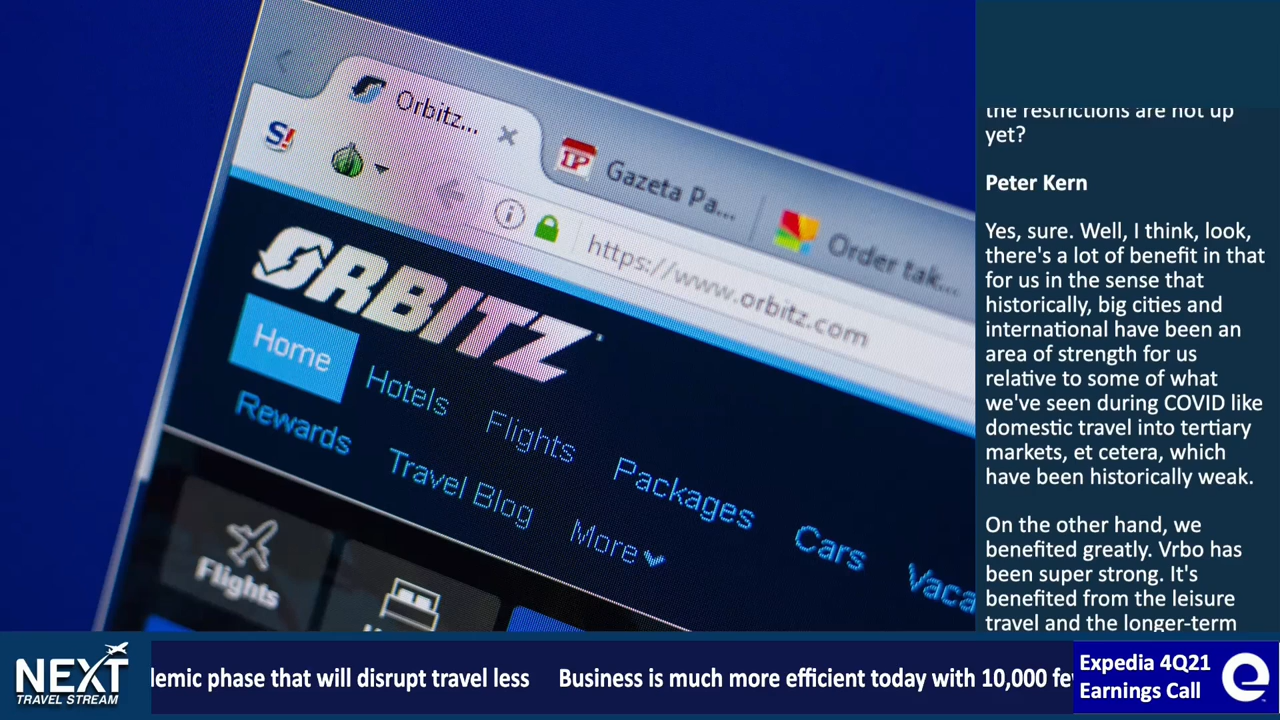 Orbitz...
Gazeta Pa...
Order tak...
S!
https://www.orbitz.com
ORBITZ
Home
Hotels
Flights
Packages
Cars
Rewards
Travel Blog
More
Flights
the restrictions are not up
yet?
Peter Kern
Yes, sure. Well, I think, look,
there's a lot of benefit in that
for us in the sense that
historically, big cities and
international have been an
area of strength for us
relative to some of what
we've seen during COVID like
domestic travel into tertiary
markets, et cetera, which
have been historically weak.
On the other hand, we
benefited greatly. Vrbo has
been super strong. It's
benefited from the leisure
travel and the longer-term
NEXT
TRAVEL STREAM
demic phase that will disrupt travel less Business is much more efficient today with 10,000 fe
Expedia 4Q21
Earnings Call